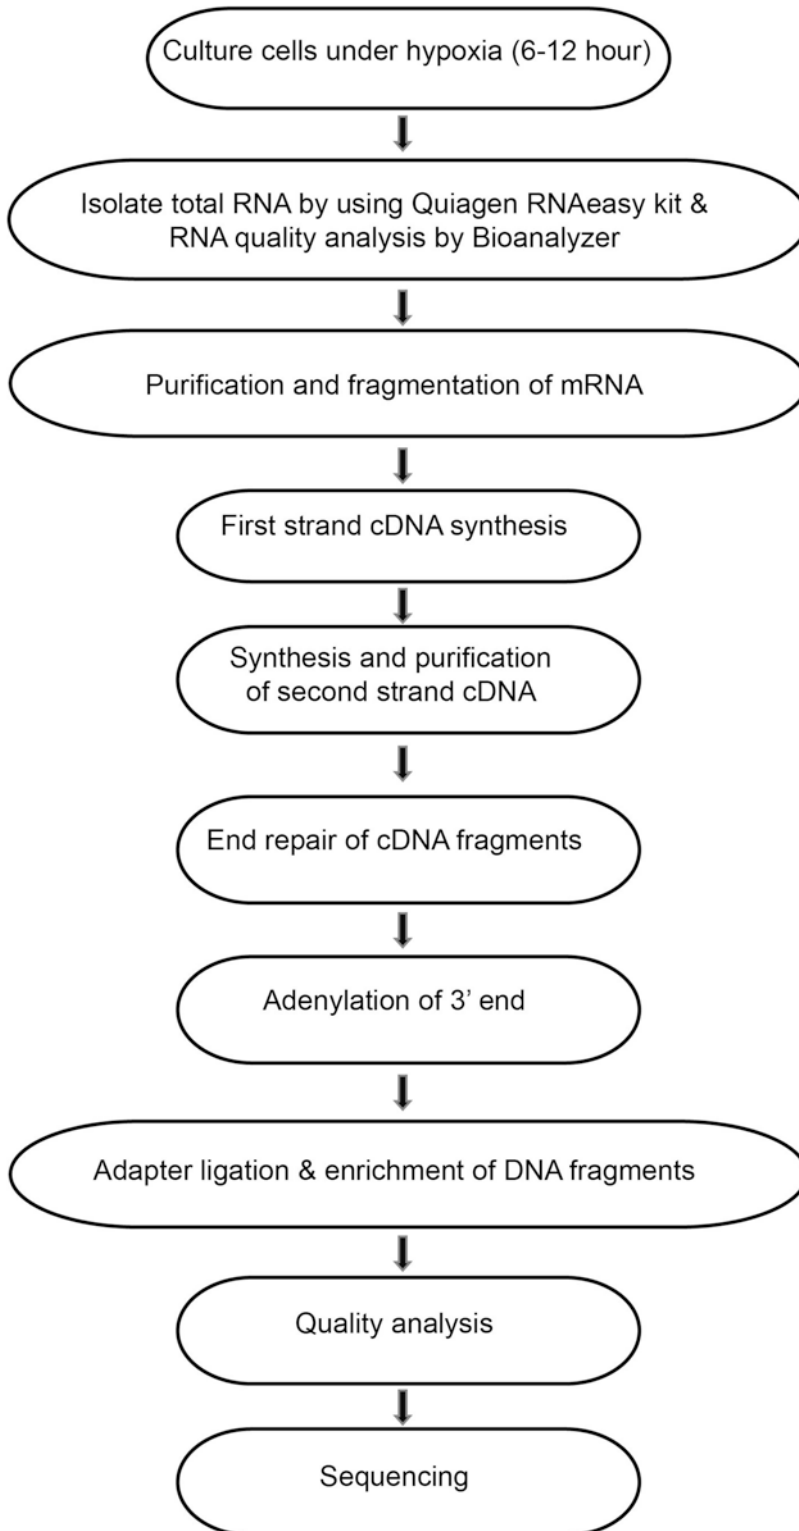 Culture cells under hypoxia (6-12 hour)
Isolate total RNA by using Quiagen RNAeasy kit &
RNA quality analysis by Bioanalyzer
Purification and fragmentation of mRNA
First strand cDNA synthesis
Synthesis and purification
of second strand cDNA
End repair of cDNA fragments
Adenylation of 3’ end
Adapter ligation & enrichment of DNA fragments
Quality analysis
Sequencing